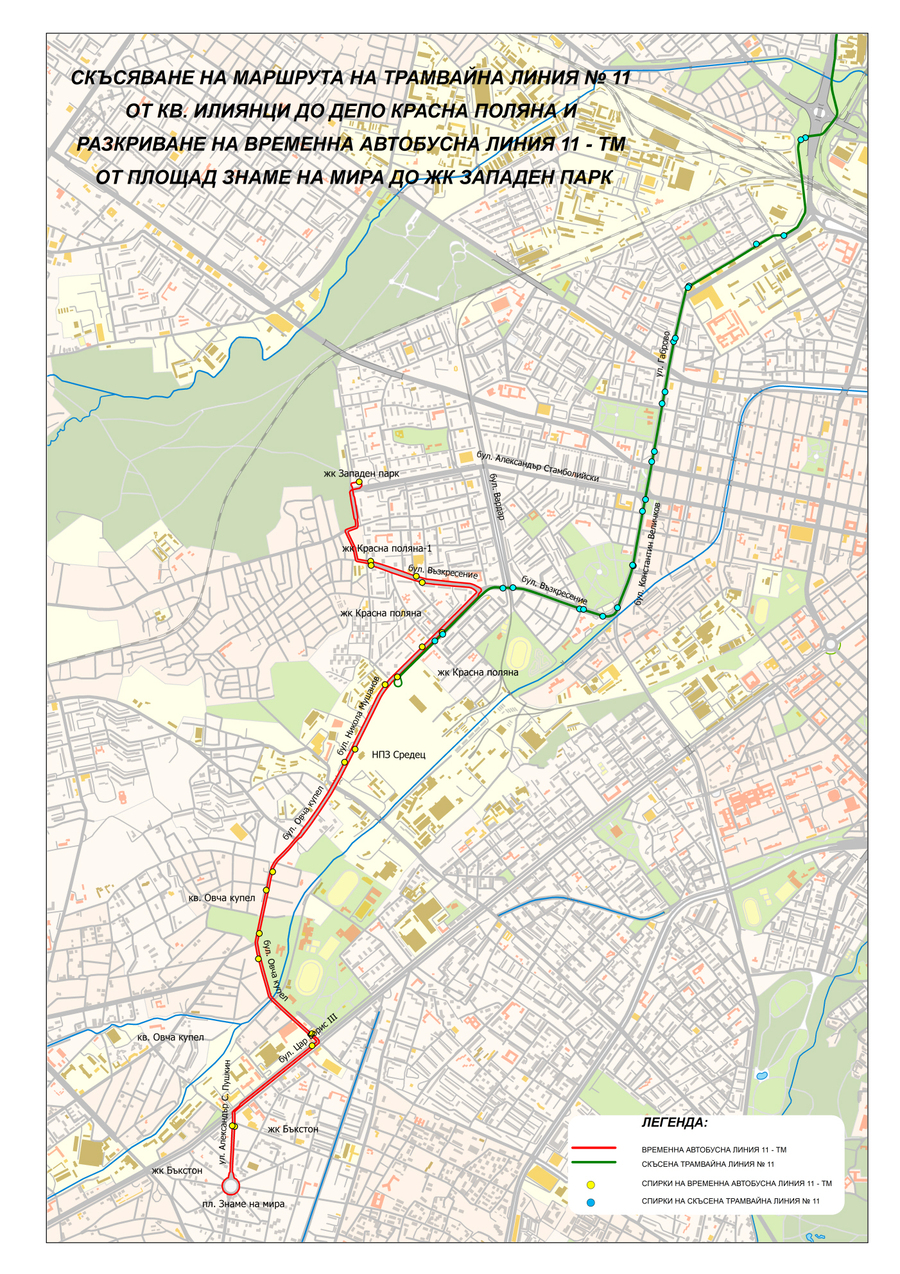 СКЪСЯВАНЕ НА МАРШРУТА НА ТРАМВАЙНА ЛИНИЯ № 11
ОТ КВ. ИЛИЯНЦИ ДО ДЕПО КРАСНА ПОЛЯНА И
РАЗКРИВАНЕ НА ВРЕМЕННА АВТОБУСНА ЛИНИЯ 11 - ТМ
ОТ ПЛОЩАД ЗНАМЕ НА МИРА ДО ЖК ЗАПАДЕН ПАРК
ул. Габрово
бул. Александър Стамболийски
жк Западен парк
бул. Вардар
бул. Константин Величков
жк Красна поляна-1
бул. Възкресение
бул. Възкресение
жк Красна поляна
жк Красна поляна
бул. Никола Мушанов
НПЗ Средец
бул. Овча купел
кв. Овча купел
бул. Овча купел
бул. Цар Борис III
кв. Овча купел
ул. Александър С. Пушкин
жк Бъкстон
жк Бъкстон
пл. Знаме на мира
ЛЕГЕНДА:
ВРЕМЕННА АВТОБУСНА ЛИНИЯ 11 - ТМ
СКЪСЕНА ТРАМВАЙНА ЛИНИЯ № 11
СПИРКИ НА ВРЕМЕННА АВТОБУСНА ЛИНИЯ 11 - ТМ
СПИРКИ НА СКЪСЕНА ТРАМВАЙНА ЛИНИЯ № 11